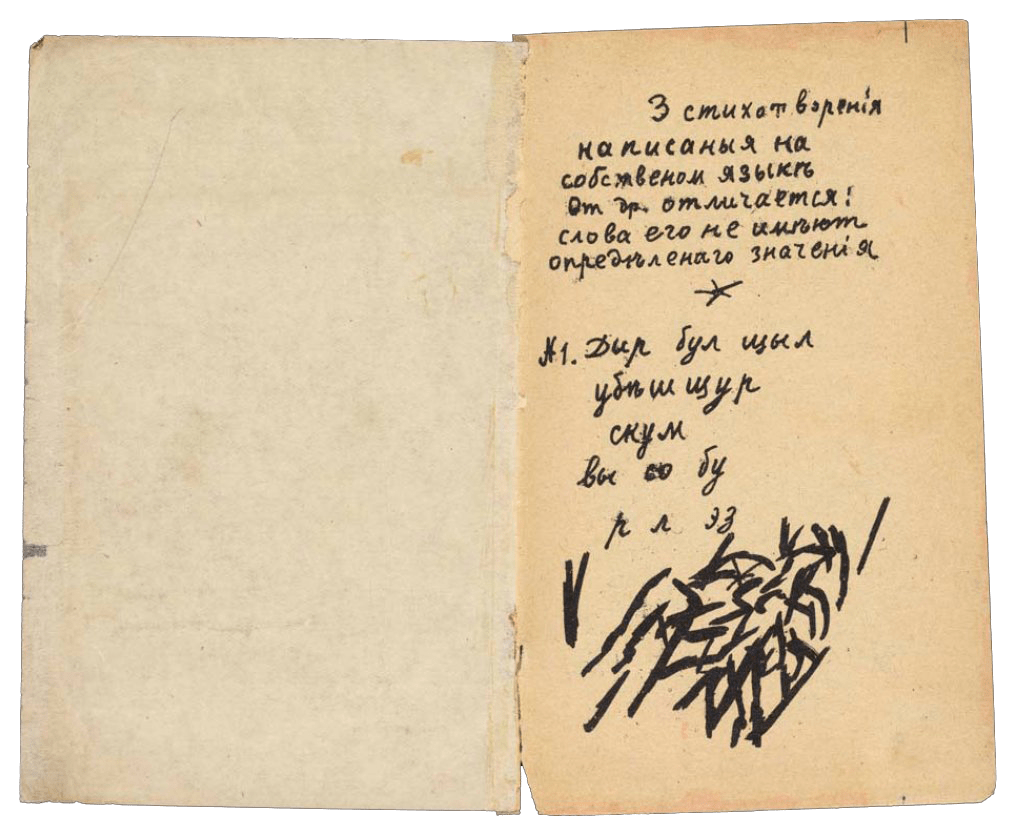 3 стихотворенія
написаныя на
собственом языкѣ
От др. отличается:
слова его не имѣют
опредѣленаго значенія
№1. Дыр бул щыл
убѣшщур
скум
вы со бу
р л эз